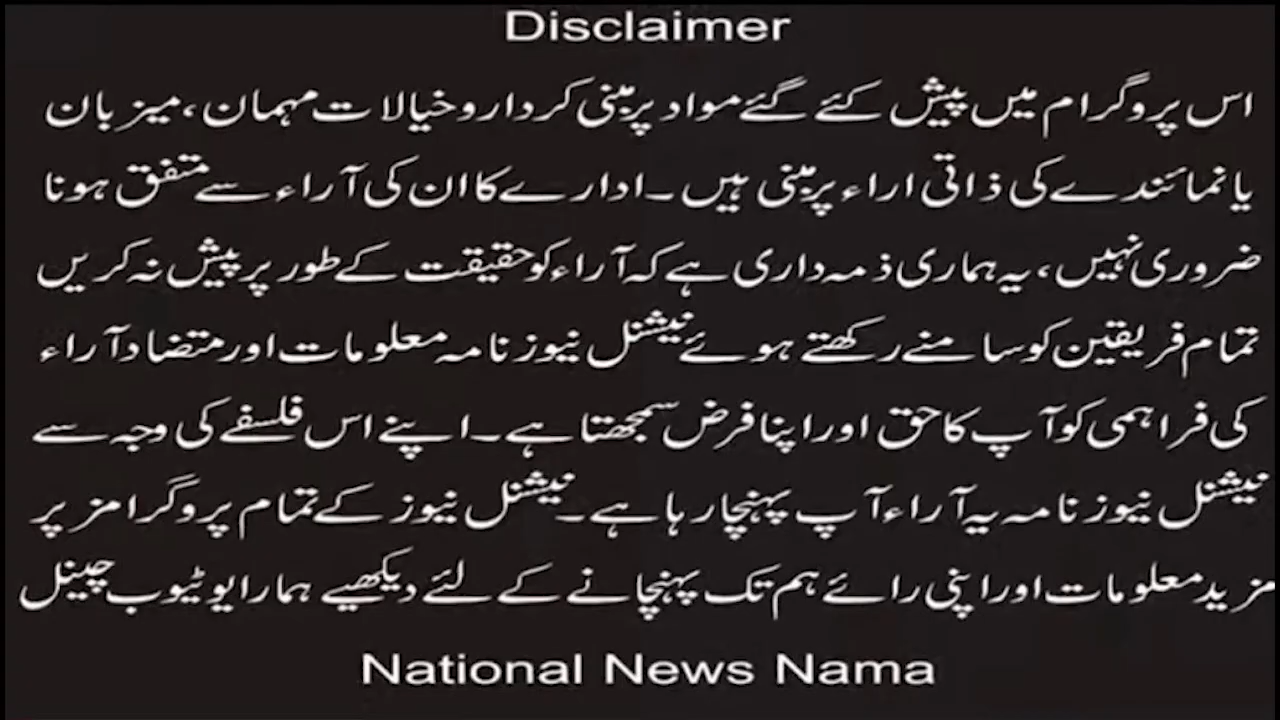 Disclaimer
اس پروگرام میں پیش کئے گئے مواد پر مبنی کردار و خیالات مہمان، میزبان
یا نمائندے کی ذاتی اراء پر مبنی ہیں۔ ادارے کا ان کی آراء سے متفق ہونا
ضروری نہیں، یہ ہماری ذمہ داری ہے کہ آراء کو حقیقت کے طور پر پیش نہ کریں
تمام فریقین کو سامنے رکھتے ہوئے نیشنل نیوز نامہ معلومات اور متضاد آراء
کی فراہمی کو آپ کا حق اور اپنا فرض سمجھتا ہے۔ اپنے اس فلسفے کی وجہ سے
نیشنل نیوز نامہ یہ آراء آپ پہنچا رہا ہے۔ نیشنل نیوز کے تمام پروگرامز پر
مزید معلومات اور اپنی رائے ہم تک پہنچانے کے لئے دیکھیے ہمارا یوٹیوب چینل
National News Nama